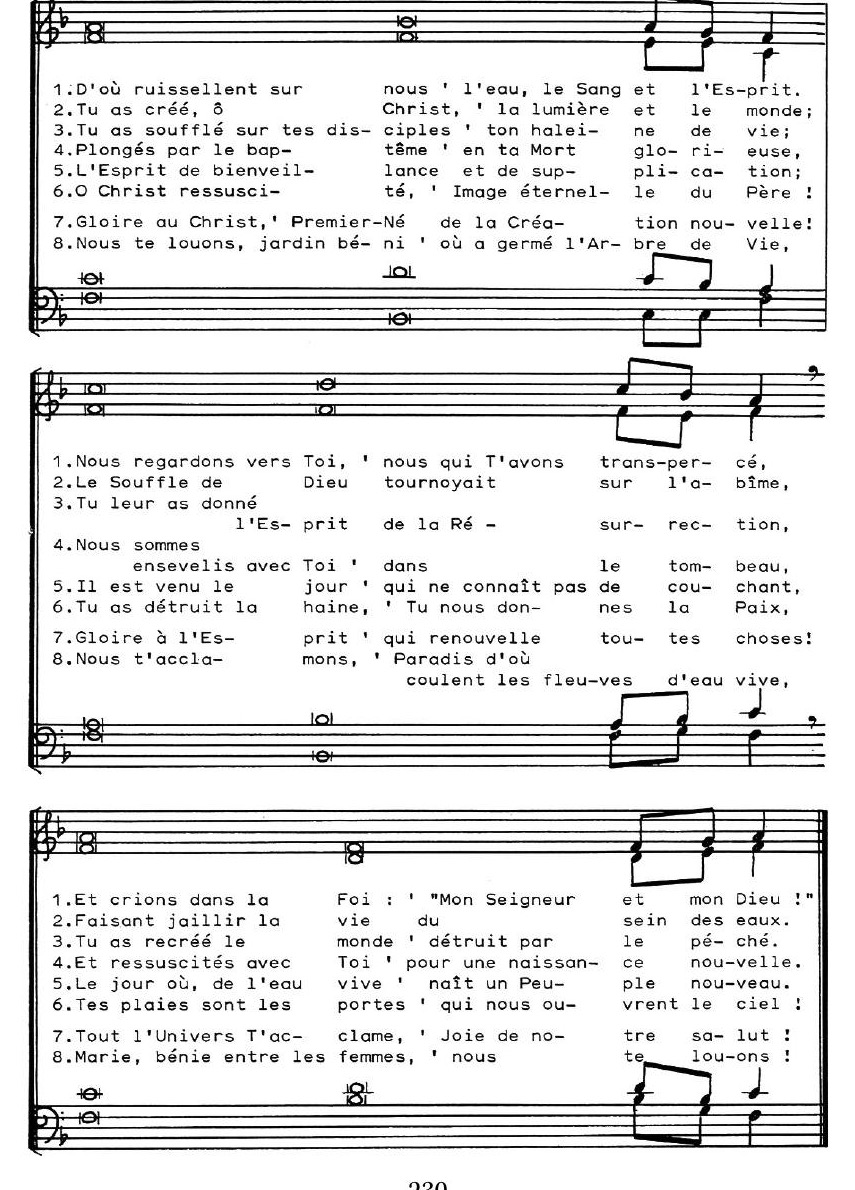 1.D'où ruissellent sur nous ' l'eau, le Sang et l'Es-prit.
2.Tu as créé, ô Christ, ' la lumière et le monde;
3.Tu as soufflé sur tes dis- ciples ' ton halei- ne de vie;
4.Plongés par le bap- tême ' en ta Mort glo- ri- euse,
5.L'Esprit de bienveil- lance et de sup- pli- ca- tion;
6.O Christ ressusci- té, ' Image éternel- le du Père !
7.Gloire au Christ,' Premier-Né de la Créa- tion nou- velle!
8.Nous te louons, jardin bé- ni ' où a germé l'Ar- bre de Vie,
1.Nous regardons vers Toi, ' nous qui T'avons trans-per- cé,
2.Le Souffle de Dieu tournoyait sur l'a- bîme,
3.Tu leur as donné
l'Es- prit de la Ré - sur- rec- tion,
4.Nous sommes
ensevelis avec Toi ' dans le tom- beau,
5.Il est venu le jour ' qui ne connaît pas de cou- chant,
6.Tu as détruit la haine, ' Tu nous don- nes la Paix,
7.Gloire à l'Es- prit ' qui renouvelle tou- tes choses!
8.Nous t'accla- mons, ' Paradis d'où
coulent les fleu-ves d'eau vive,
1.Et crions dans la Foi : ' "Mon Seigneur et mon Dieu !"
2.Faisant jaillir la vie du sein des eaux.
3.Tu as recréé le monde ' détruit par le pé- ché.
4.Et ressuscités avec Toi ' pour une naissan- ce nou-velle.
5.Le jour où, de l'eau vive ' naît un Peu- ple nouveau.
6.Tes plaies sont les portes ' qui nous ou- vrent le ciel !
7.Tout l'Univers T'ac- clame, ' Joie de no- tre sa- lut !
8.Marie, bénie entre les femmes, ' nous te lou-ons !
230